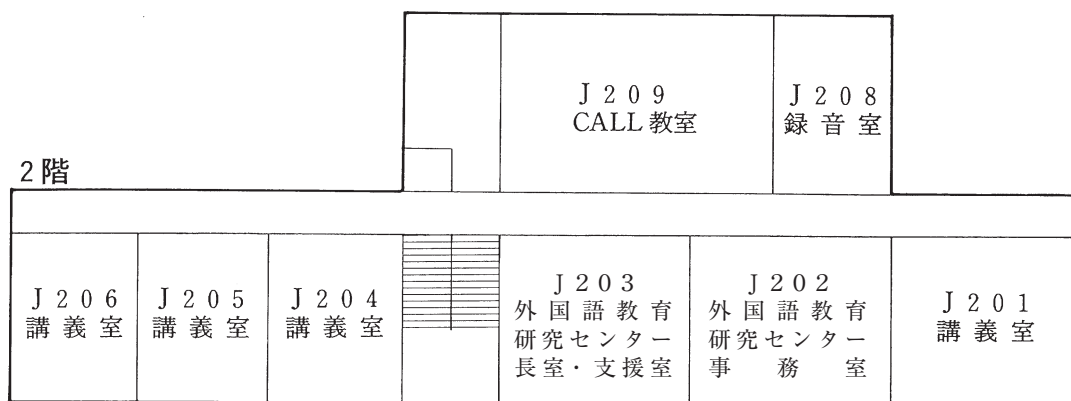 J209
CALL教室
J208
録音室
2階
J206
講義室
J205
講義室
J204
講義室
J203
外国語教育
研究センター
長室・支援室
J202
外国語教育
研究センター
事務室
J201
講義室